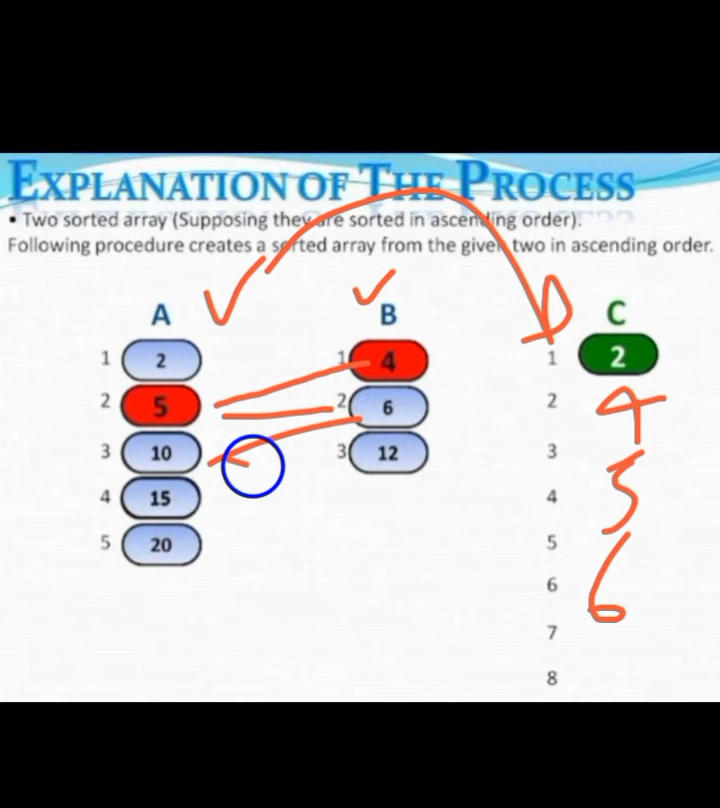 EXPLANATION OF THE PROCESS
• Two sorted array (Supposing they are sorted in ascending order).
Following procedure creates a sorted array from the given two in ascending order.
A B C
1 2 1 4 1 2
2 5 2 6 2 4
3 10 3 12 3 5
4 15 4
5 20 5 6
6
7
8